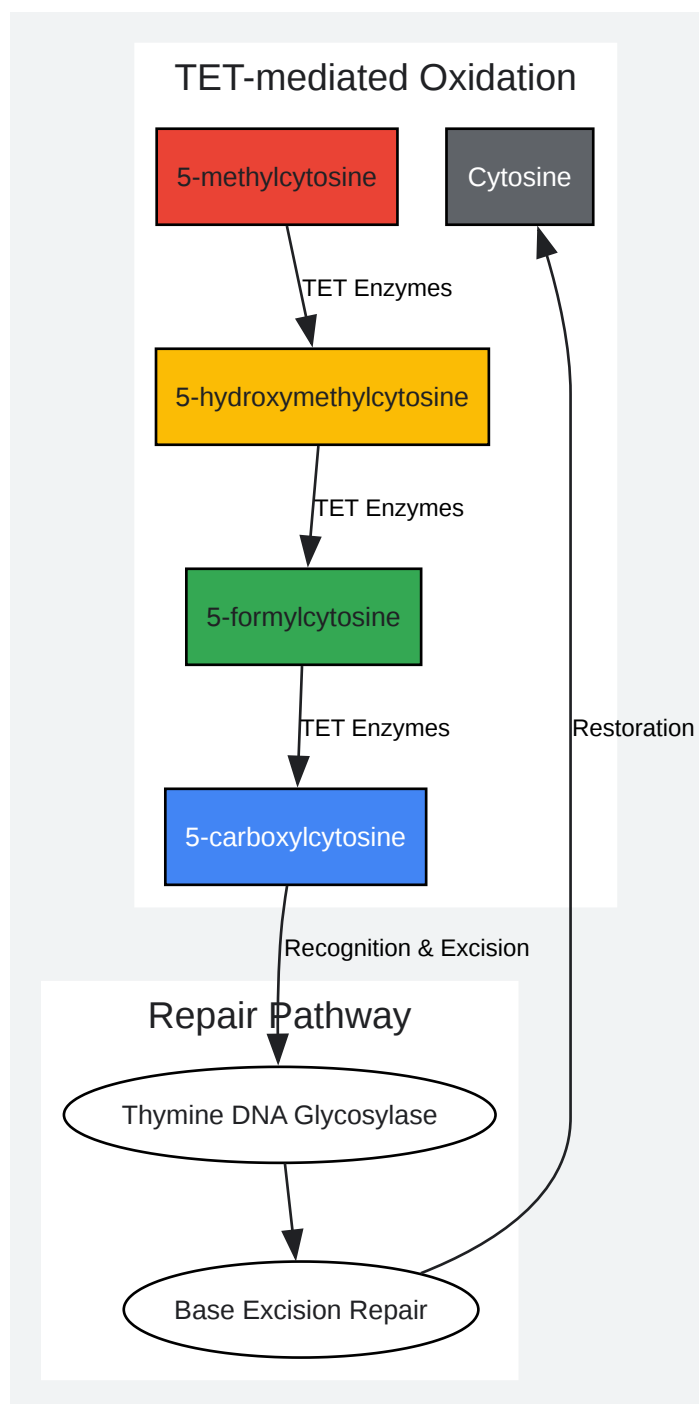 TET-mediated Oxidation
5-methylcytosine
Cytosine
TET Enzymes
5-hydroxymethylcytosine
TET Enzymes
5-formylcytosine
TET Enzymes
Restoration
5-carboxylcytosine
Recognition & Excision
Repair Pathway
Thymine DNA Glycosylase
Base Excision Repair